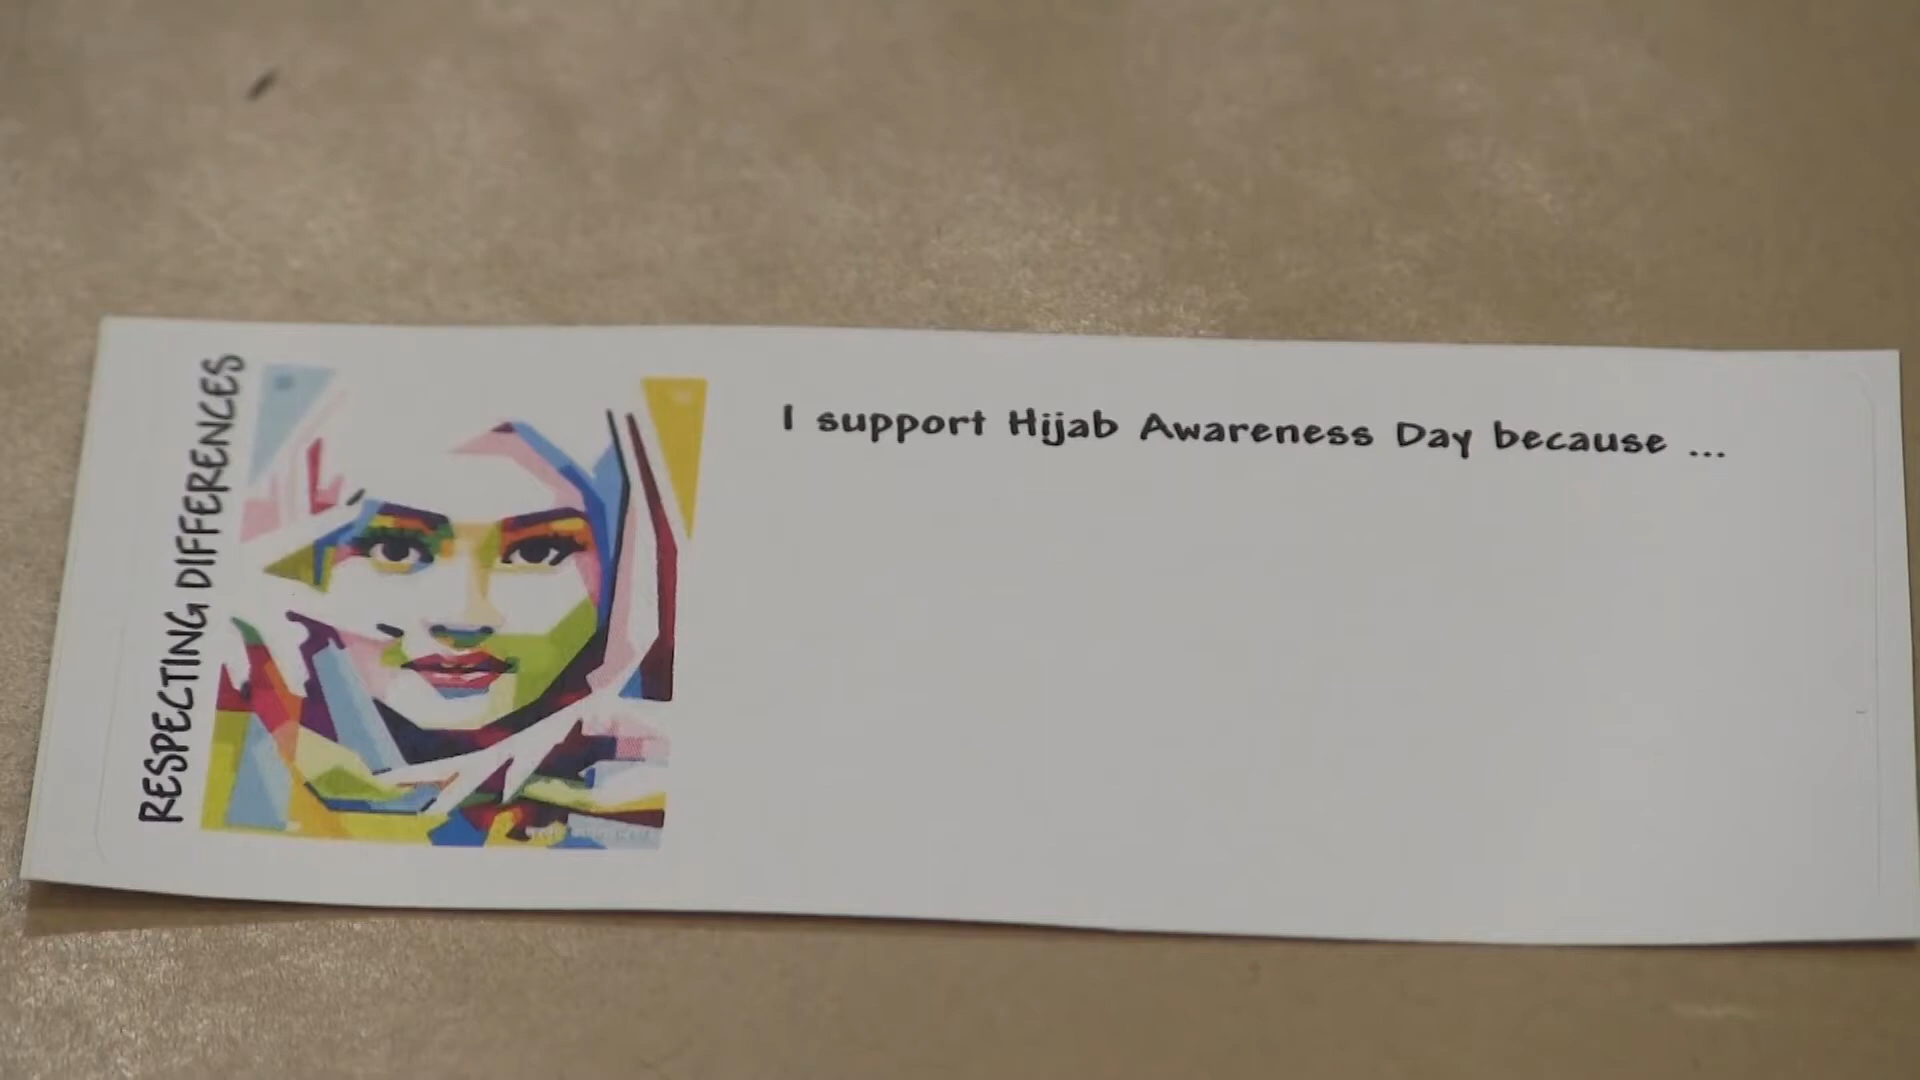 RESPECTING DIFFERENCES
I support Hijab Awareness Day because ...